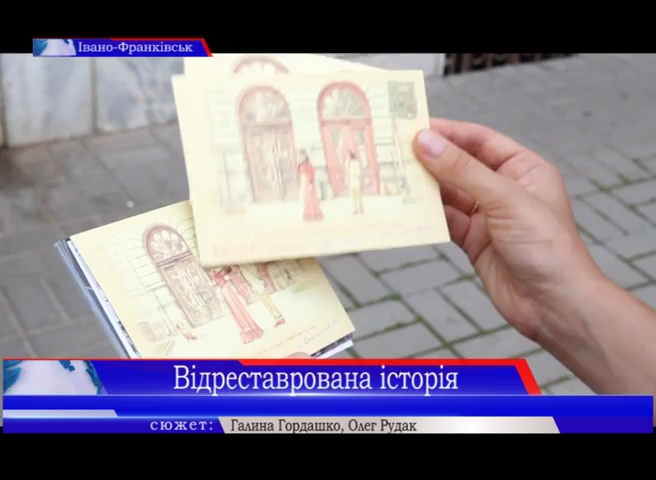 Івано-Франківськ
Відреставрована історія
сюжет: Галина Гордашко, Олег Рудак